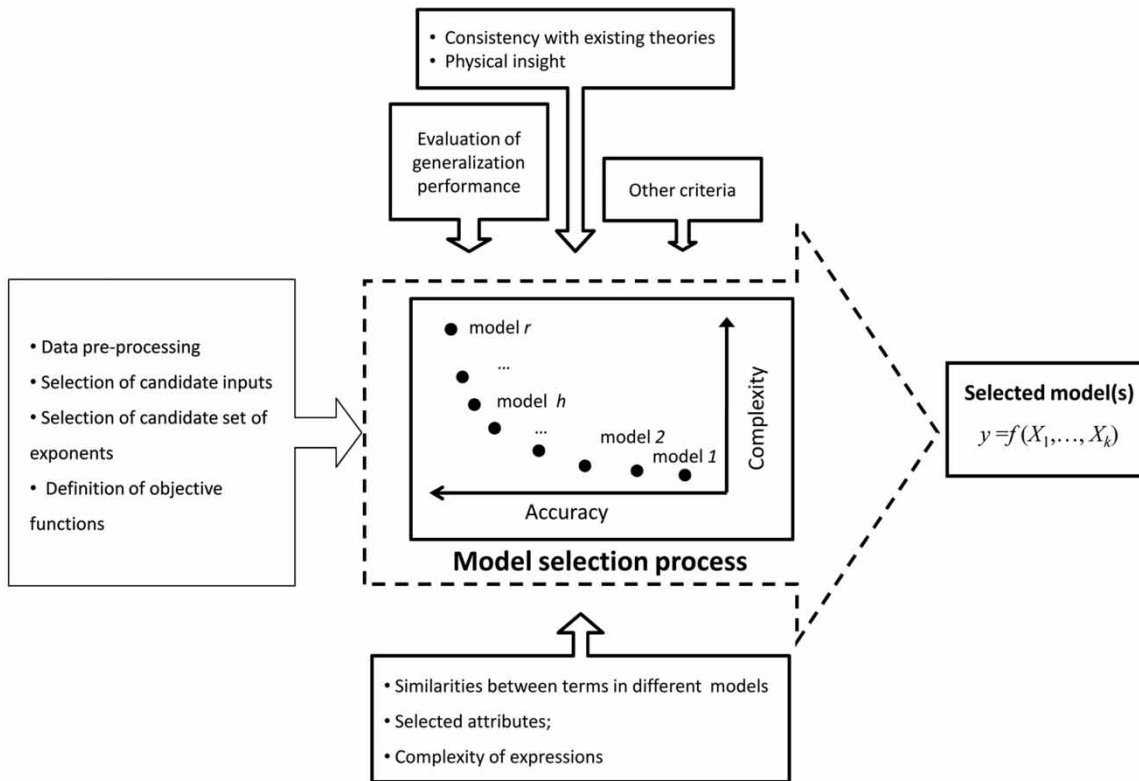 • Consistency with existing theories
• Physical insight
Evaluation of
generalization
performance
Other criteria
• Data pre-processing
• Selection of candidate inputs
• Selection of candidate set of
exponents
• Definition of objective
functions
model r
...
model h
...
model 2
model 1
Complexity
Accuracy
Model selection process
Selected model(s)
y =f (X1,…, Xk)
• Similarities between terms in different models
• Selected attributes;
• Complexity of expressions